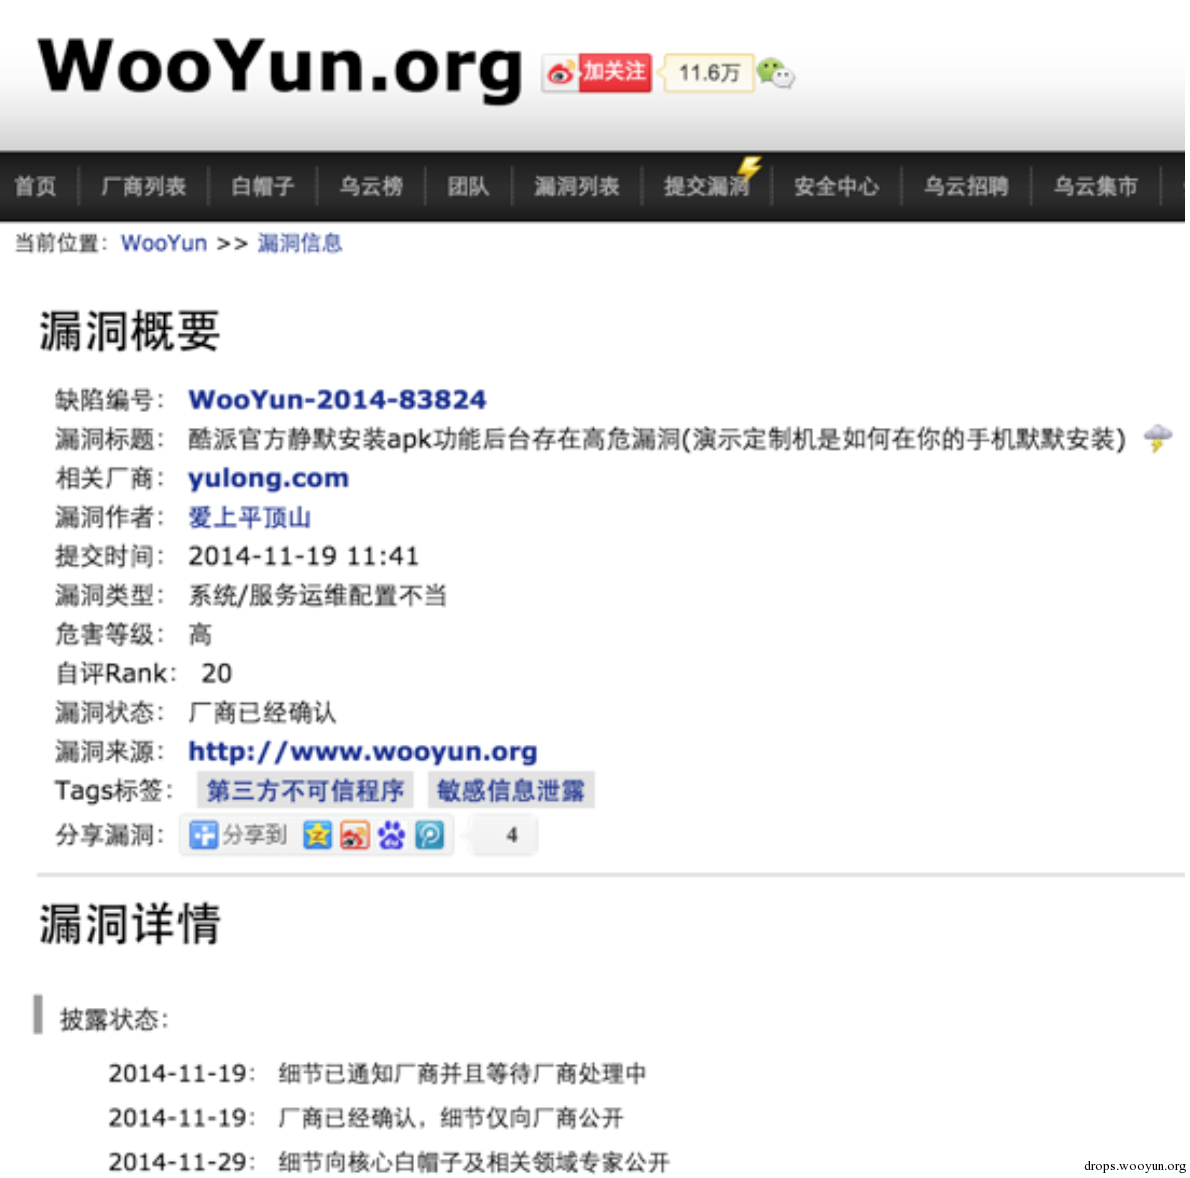 WooYun.org 加关注 11.6万
首页 厂商列表 白帽子 乌云榜 团队 漏洞列表 提交漏洞 安全中心 乌云招聘 乌云集市
当前位置: WooYun >> 漏洞信息
漏洞概要
缺陷编号: WooYun-2014-83824
漏洞标题: 酷派官方静默安装apk功能后台存在高危漏洞(演示定制机是如何在你的手机默默安装)
相关厂商: yulong.com
漏洞作者: 爱上平顶山
提交时间: 2014-11-19 11:41
漏洞类型: 系统/服务运维配置不当
危害等级: 高
自评Rank: 20
漏洞状态: 厂商已经确认
漏洞来源: http://www.wooyun.org
Tags标签: 第三方不可信程序 敏感信息泄露
分享漏洞: 分享到 4
漏洞详情
披露状态:
2014-11-19: 细节已通知厂商并且等待厂商处理中
2014-11-19: 厂商已经确认，细节仅向厂商公开
2014-11-29: 细节向核心白帽子及相关领域专家公开
drops.wooyun.org